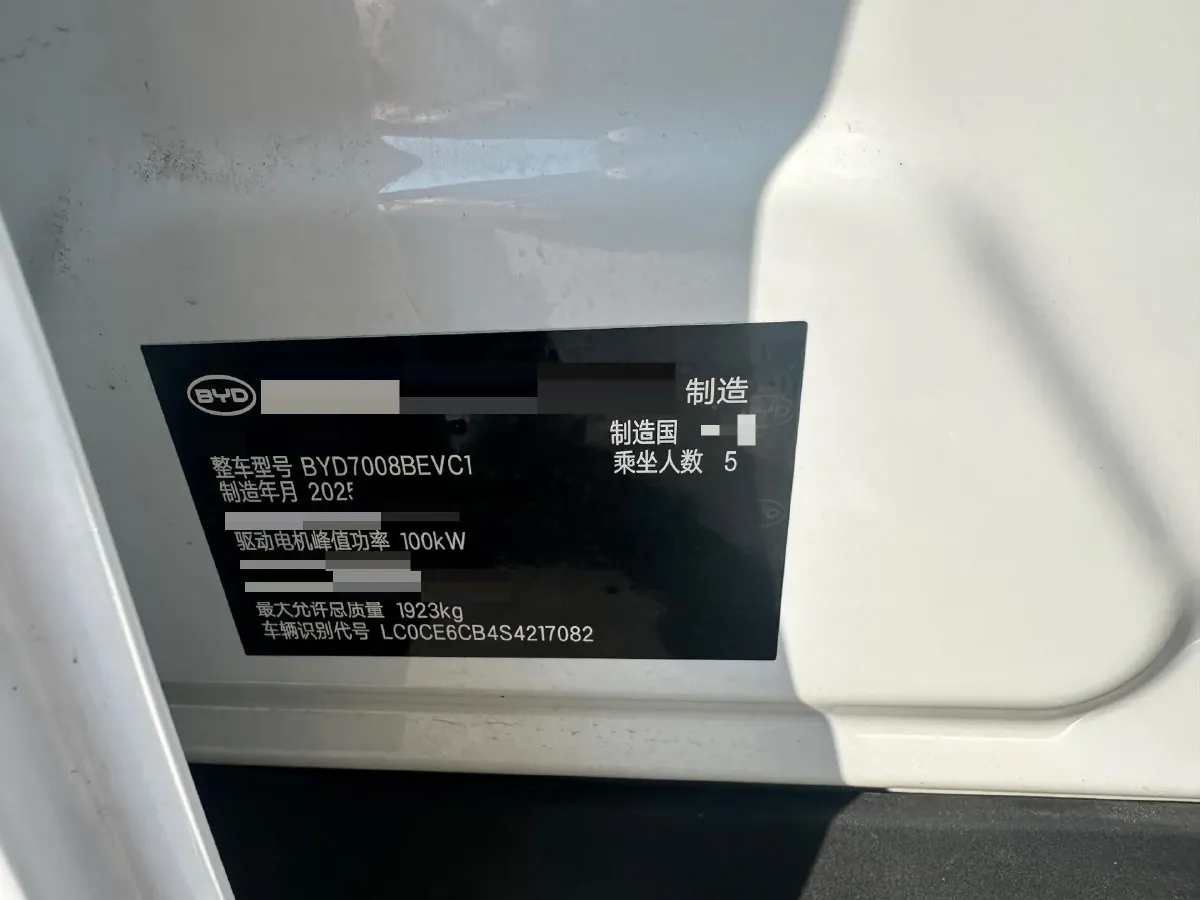 BYD 制造
制造国
整车型号 BYD7008BEVC1 乘坐人数 5
制造年月 202
驱动电机峰值功率 100kW
最大允许总质量 1923kg
车辆识别代号 LC0CE6CB4S4217082